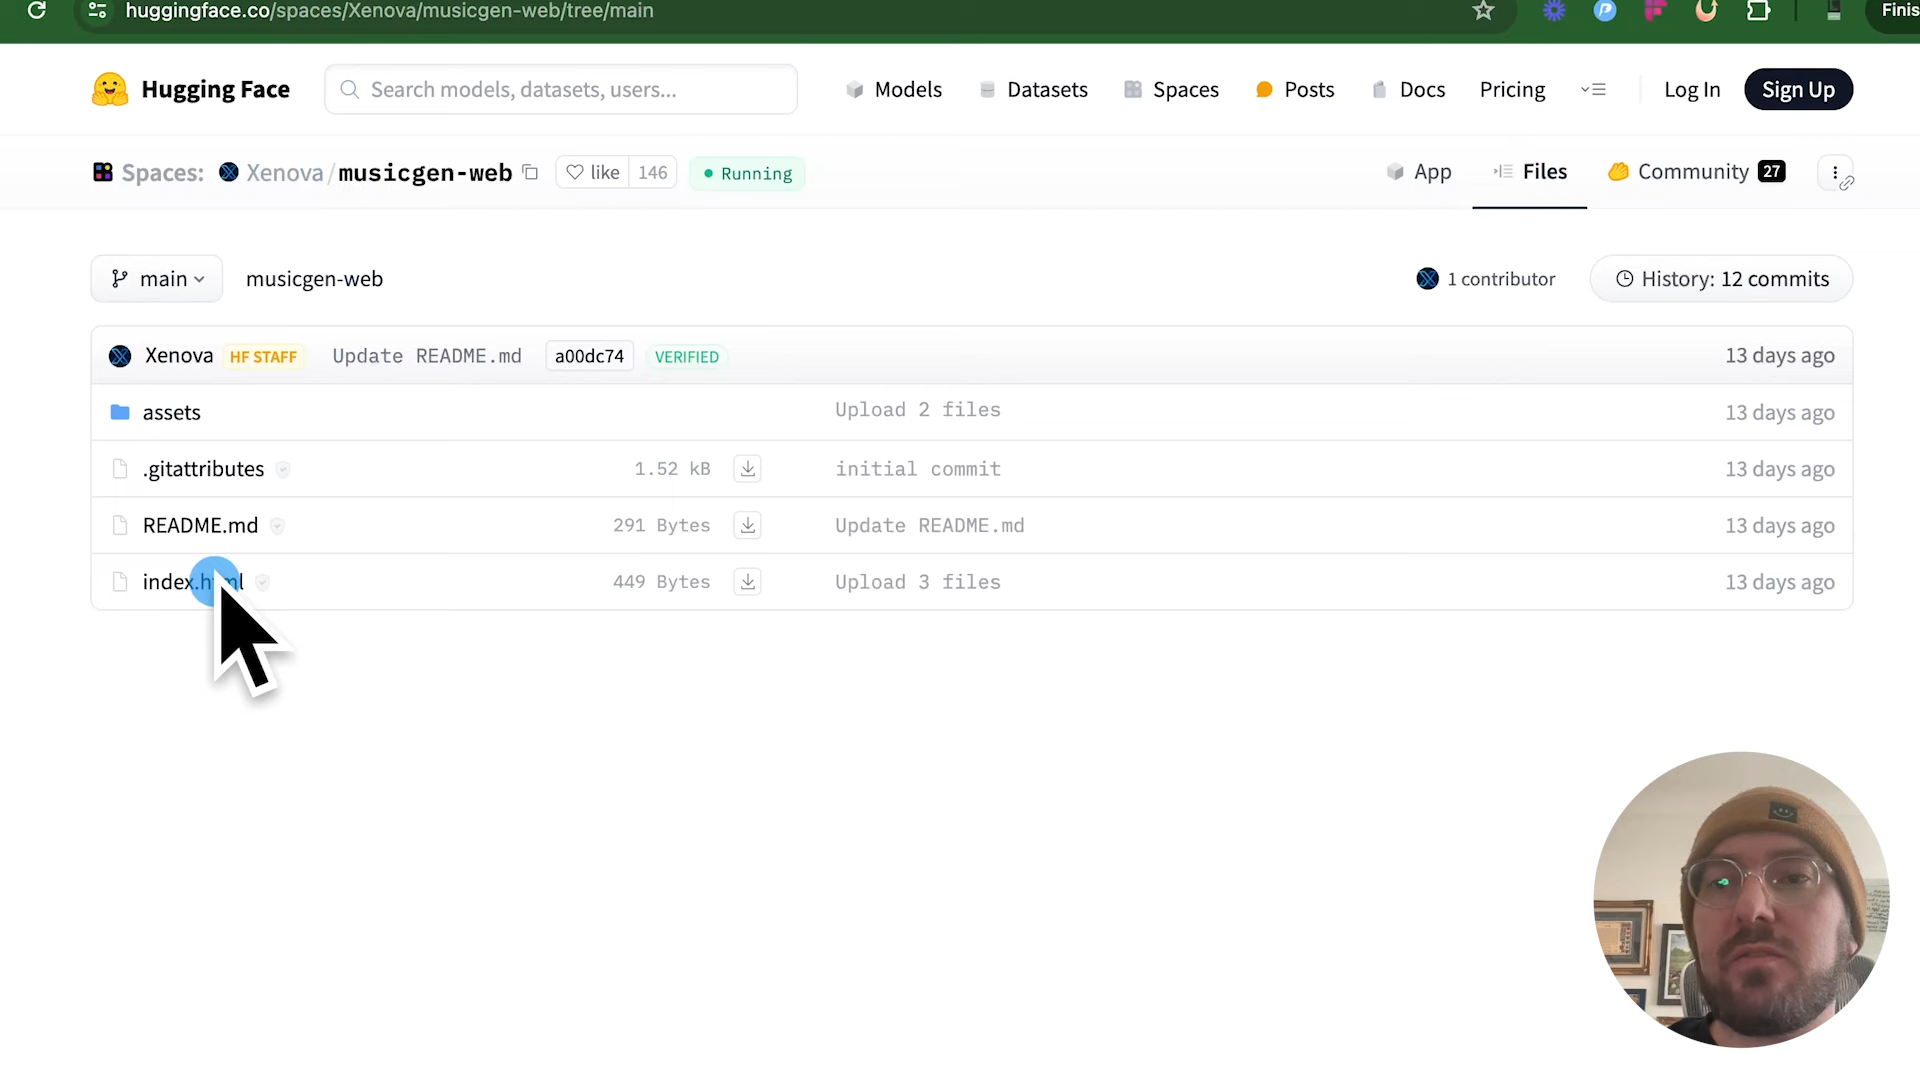 huggingface.co/spaces/Xenova/musicgen-web/tree/main
Finis
Hugging Face
Search models, datasets, users...
Models
Datasets
Spaces
Posts
Docs
Pricing
Log In
Sign Up
Spaces:
Xenova/musicgen-web
like 146
Running
App
Files
Community 27
main
musicgen-web
1 contributor
History: 12 commits
Xenova HF STAFF Update README.md a00dc74 VERIFIED 13 days ago
assets Upload 2 files 13 days ago
.gitattributes 1.52 kB initial commit 13 days ago
README.md 291 Bytes Update README.md 13 days ago
index.html 449 Bytes Upload 3 files 13 days ago